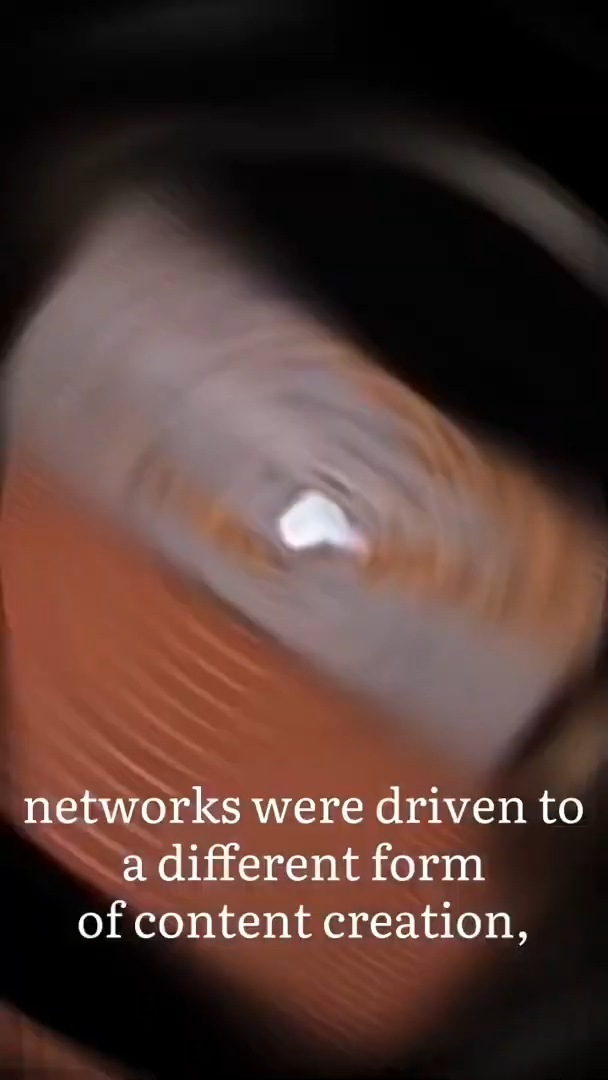 networks were driven to
a different form
of content creation,